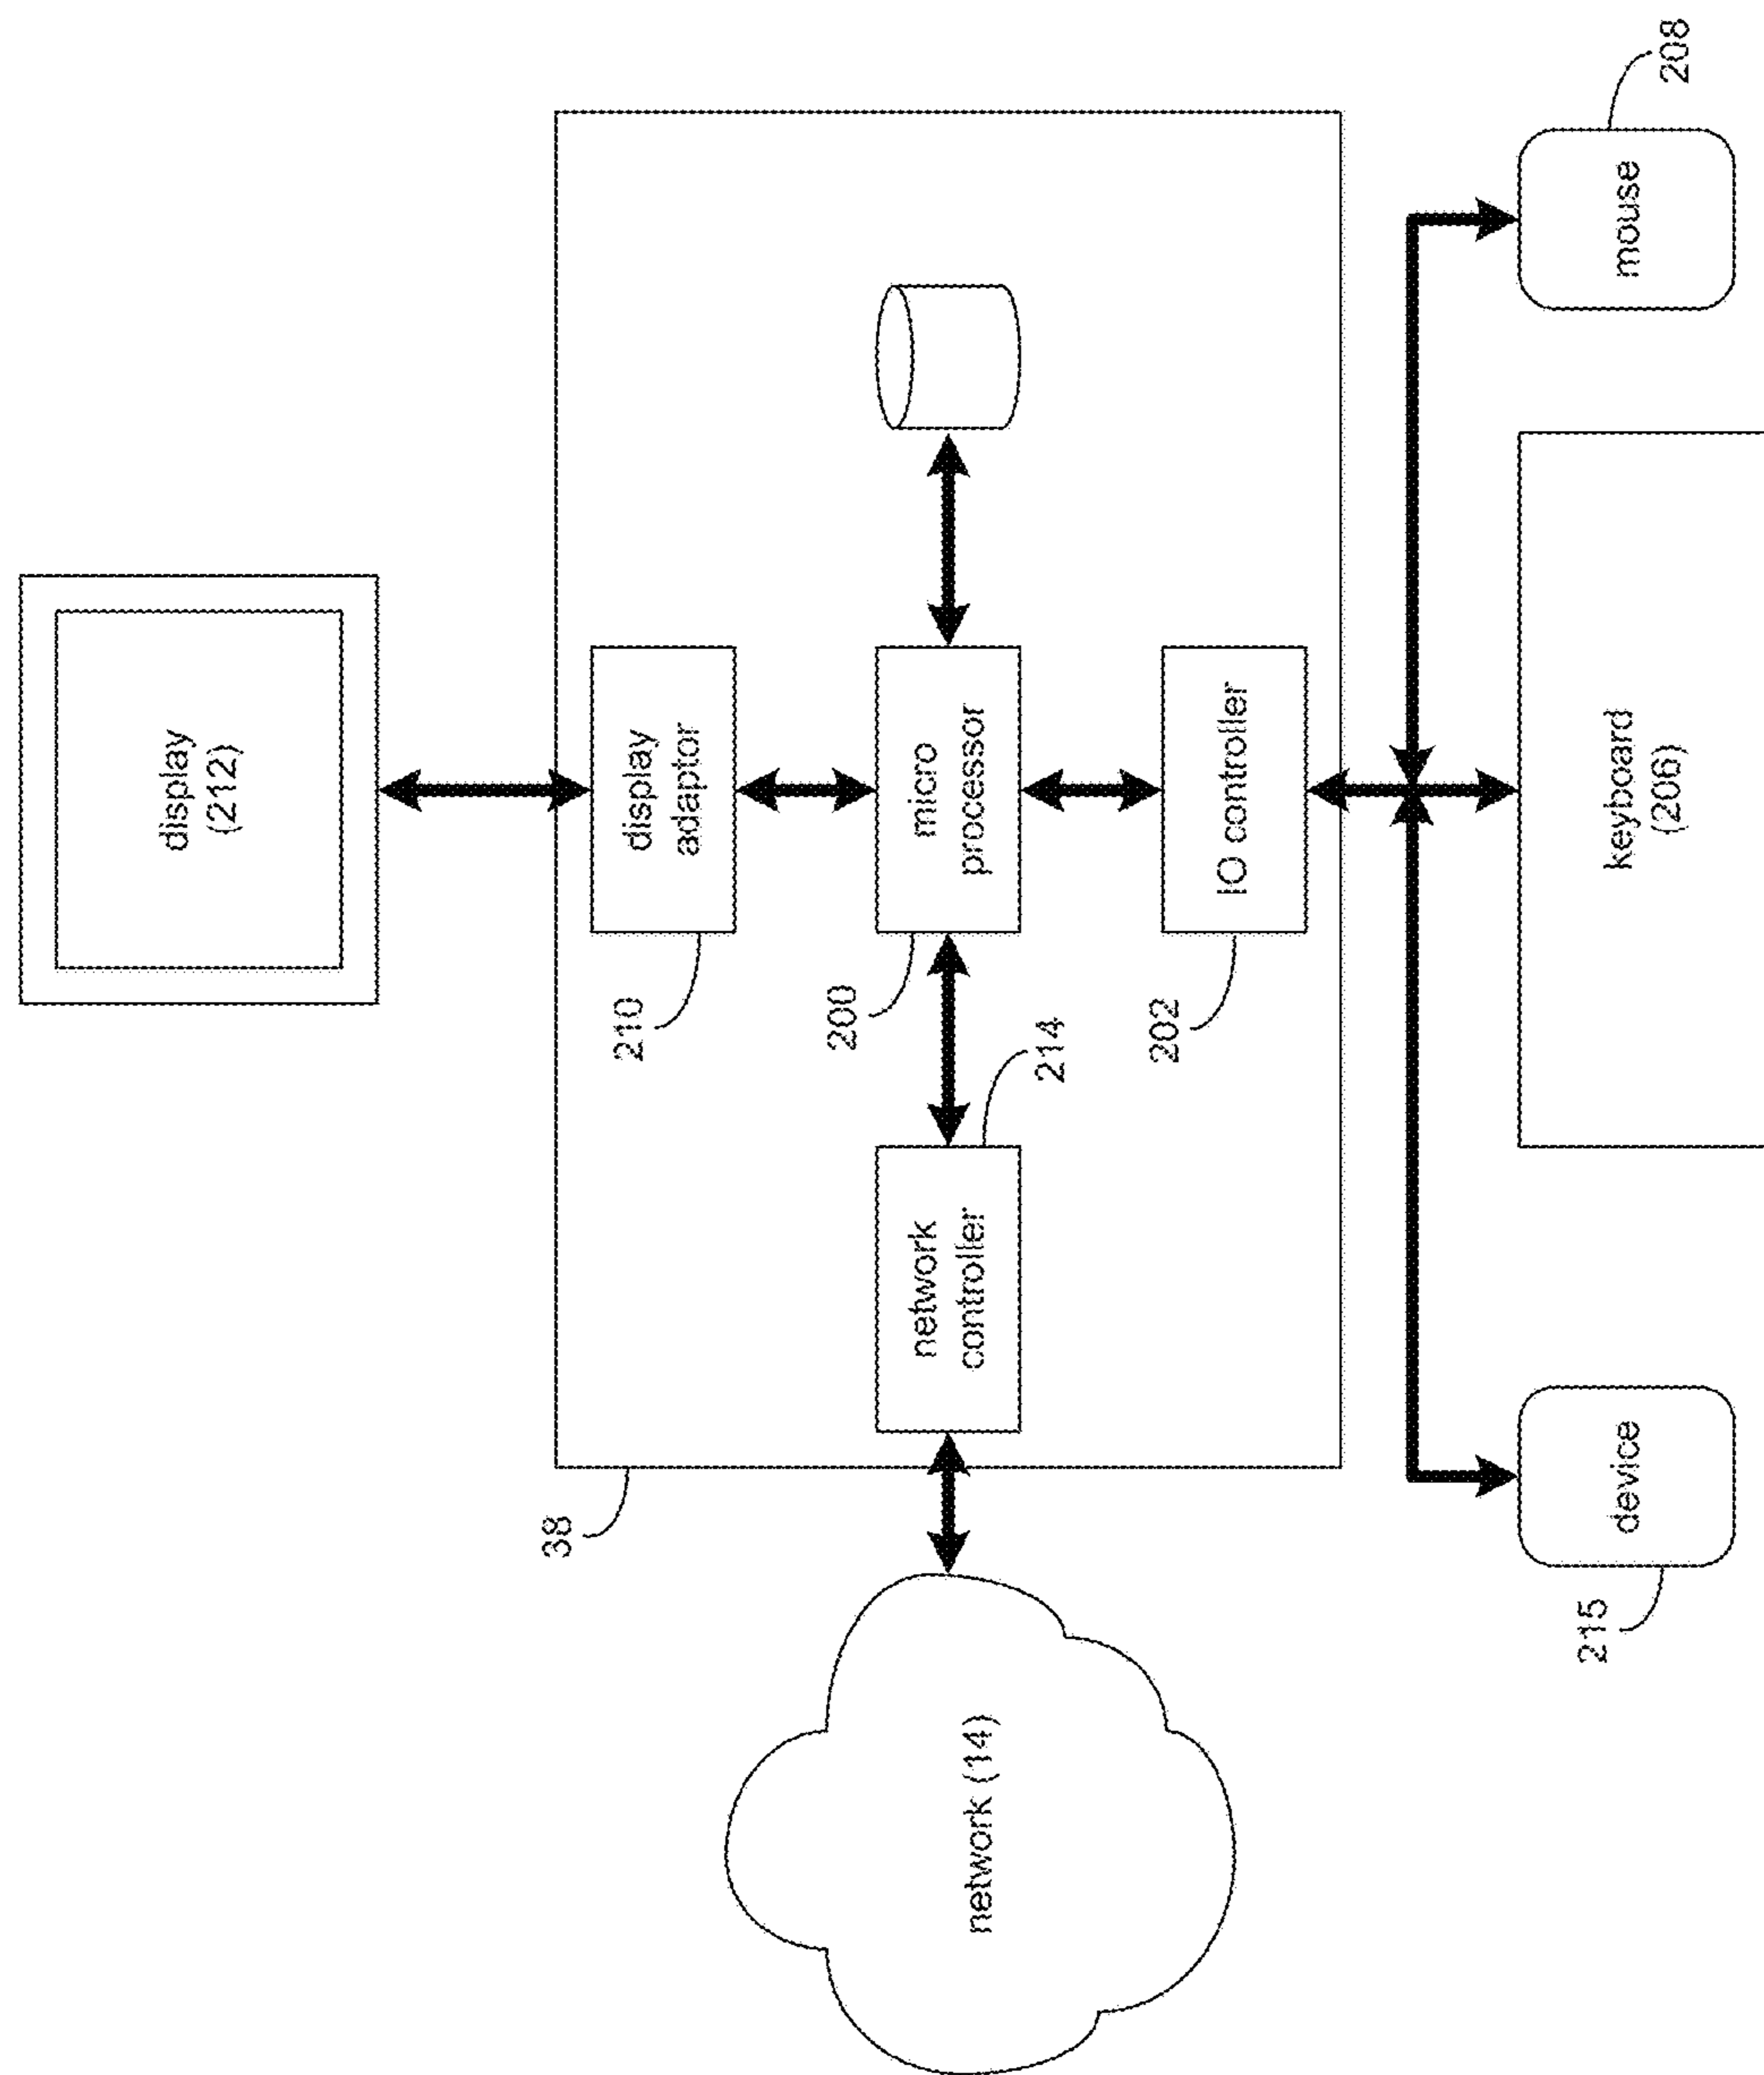 display
(212)
display
adaptor
210
micro
processor
200
network
controller
214
IO controller
202
38
network (14)
device
215
keyboard
(206)
mouse
208